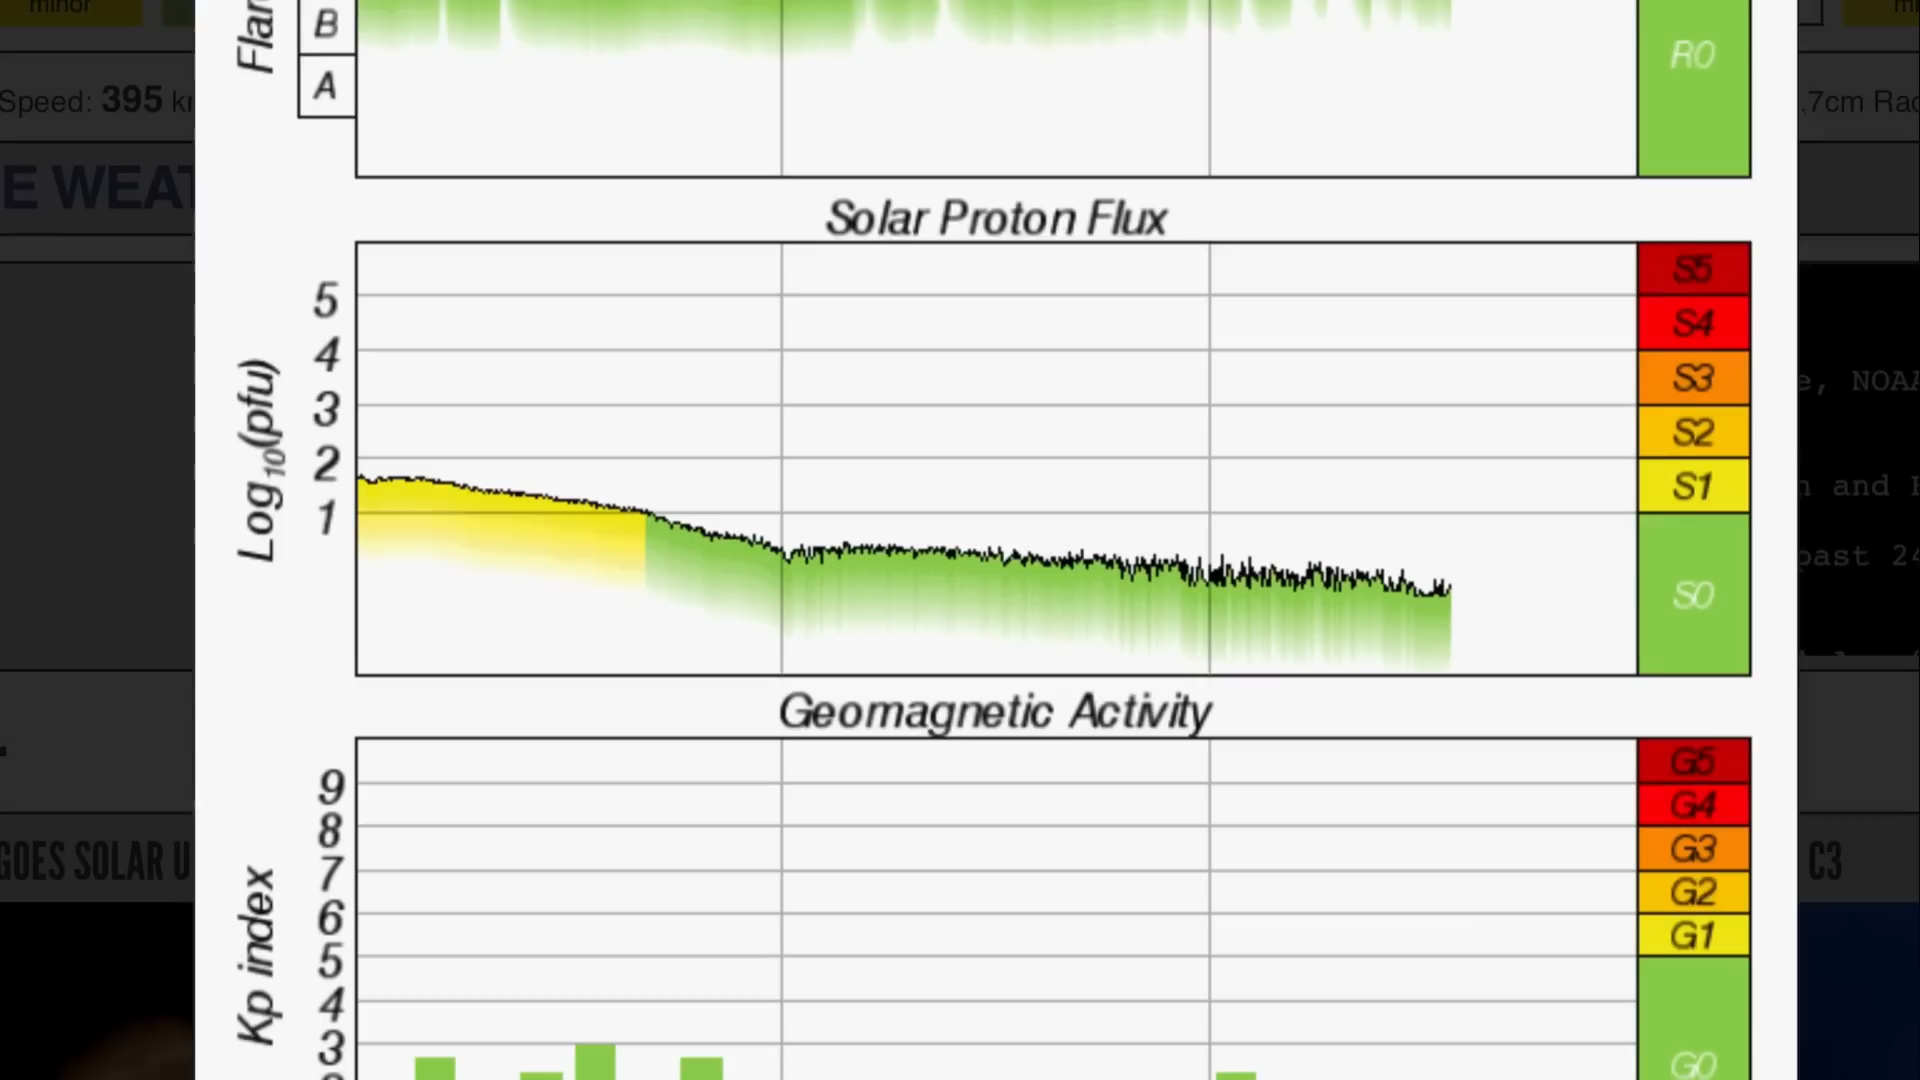 minor
Flar
B
A
R0
Speed: 395 k
.7cm Rad
E WEAT
Solar Proton Flux
Log10(pfu)
5
4
3
2
1
S5
S4
S3
S2
S1
S0
e, NOAA
n and
past 24
Geomagnetic Activity
Kp index
9
8
7
6
5
4
3
G5
G4
G3
G2
G1
G0
GOES SOLAR U
C3